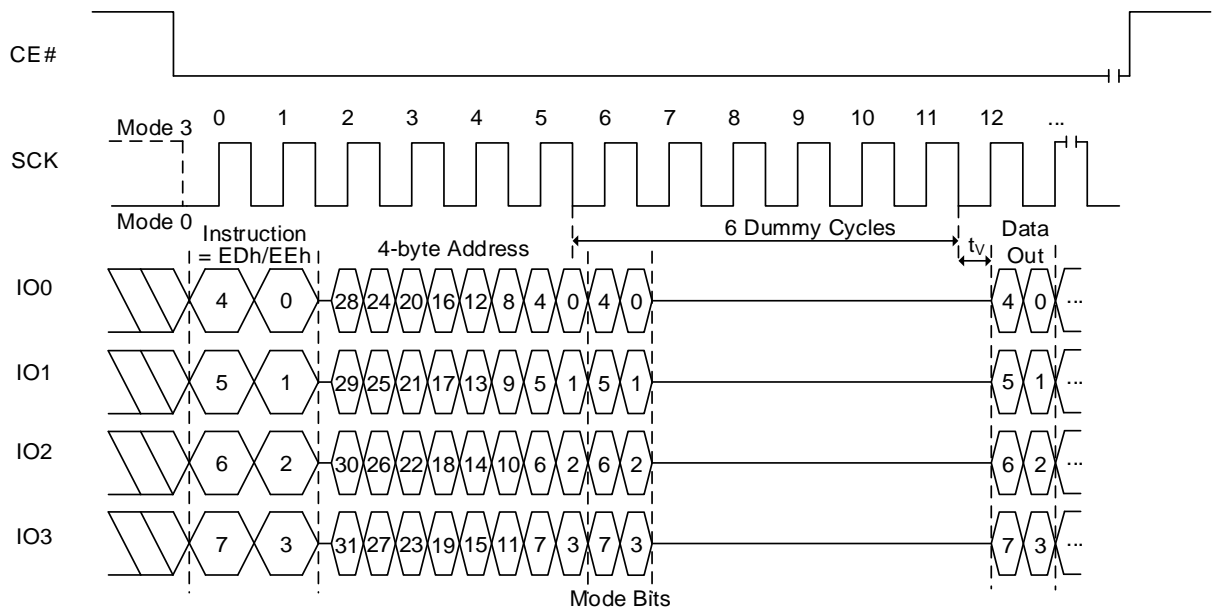 CE#
0 1 2 3 4 5 6 7 8 9 10 11 12 ...
Mode 3
SCK
Mode 0
6 Dummy Cycles
Instruction
= EDh/EEh
4-byte Address
tV
Data
Out
IO0 4 0 28 24 20 16 12 8 4 0 4 0 4 0 ...
IO1 5 1 29 25 21 17 13 9 5 1 5 1 5 1 ...
IO2 6 2 30 26 22 18 14 10 6 2 6 2 6 2 ...
IO3 7 3 31 27 23 19 15 11 7 3 7 3 7 3 ...
Mode Bits